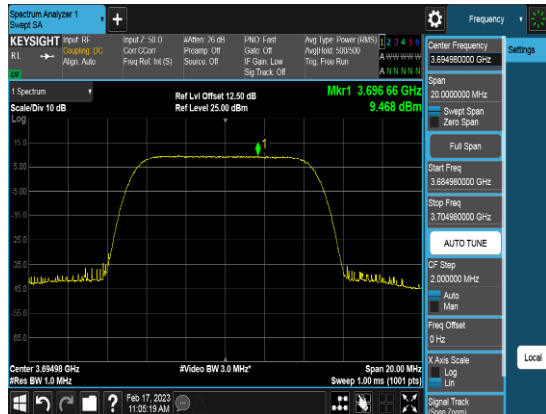 Spectrum Analyzer 1
Swept SA
+
Frequency
KEYSIGHT
Input: RF
Input Z: 50 Ω
#Atten: 26 dB
PNO: Fast
Avg Type: Power (RMS)
1 2 3 4 5 6
RL
Coupling: DC
Corr CCorr
Preamp: Off
Gate: Off
Avg|Hold: 500/500
A W W W W W
Align: Auto
Freq Ref: Int (S)
Source: Off
IF Gain: Low
Trig: Free Run
Sig Track: Off
A N N N N N
1 Spectrum
Ref Lvl Offset 12.50 dB
Mkr1 3.696 66 GHz
Scale/Div 10 dB
Ref Level 25.00 dBm
9.468 dBm
Log
15.0
5.00
-5.00
-15.0
-25.0
-35.0
-45.0
-55.0
-65.0
1
Center 3.69498 GHz
#Video BW 3.0 MHz*
Span 20.00 MHz
#Res BW 1.0 MHz
Sweep 1.00 ms (1001 pts)
Feb 17, 2023
11:05:19 AM
?
Center Frequency
3.694980000 GHz
Settings
Span
20.0000000 MHz
Swept Span
Zero Span
Full Span
Start Freq
3.684980000 GHz
Stop Freq
3.704980000 GHz
AUTO TUNE
CF Step
2.000000 MHz
Auto
Man
Freq Offset
0 Hz
X Axis Scale
Log
Lin
Local
Signal Track
(Span Zoom)